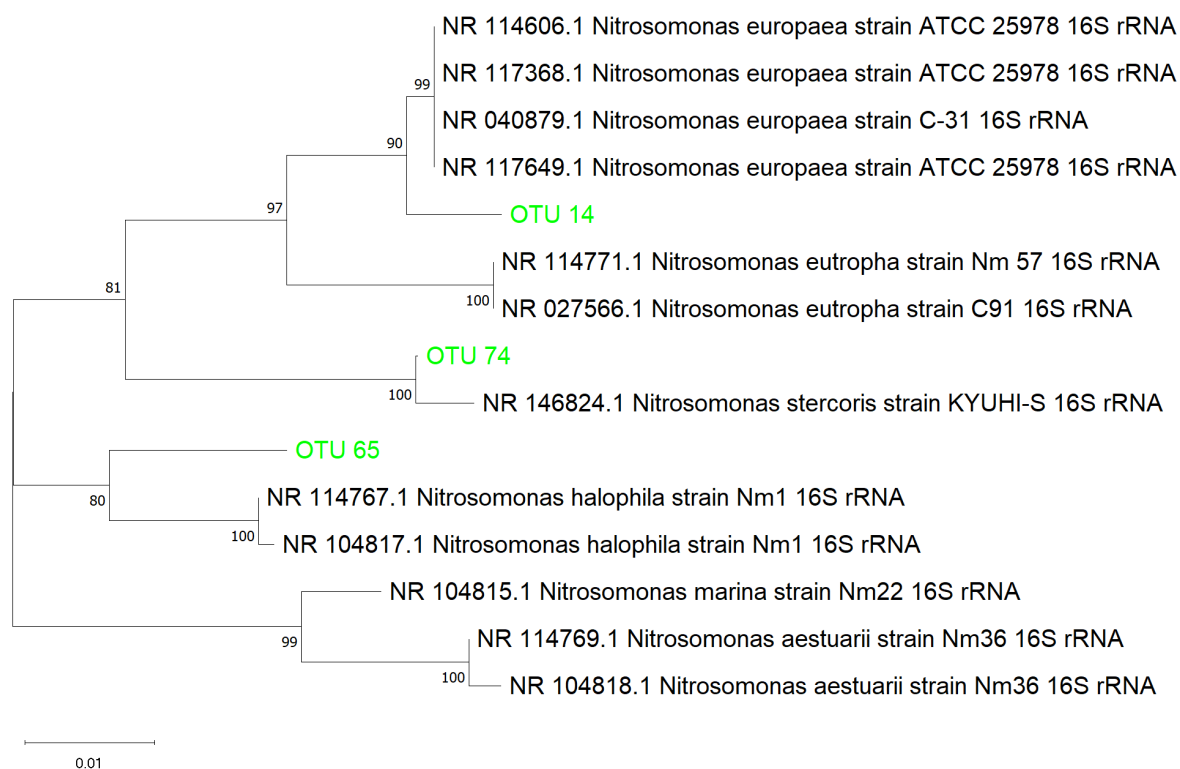 NR 114606.1 Nitrosomonas europaea strain ATCC 25978 16S rRNA
99
NR 117368.1 Nitrosomonas europaea strain ATCC 25978 16S rRNA
NR 040879.1 Nitrosomonas europaea strain C-31 16S rRNA
90
NR 117649.1 Nitrosomonas europaea strain ATCC 25978 16S rRNA
97
OTU 14
NR 114771.1 Nitrosomonas eutropha strain Nm 57 16S rRNA
81
100
NR 027566.1 Nitrosomonas eutropha strain C91 16S rRNA
OTU 74
100
NR 146824.1 Nitrosomonas stercoris strain KYUHI-S 16S rRNA
OTU 65
80
NR 114767.1 Nitrosomonas halophila strain Nm1 16S rRNA
100
NR 104817.1 Nitrosomonas halophila strain Nm1 16S rRNA
NR 104815.1 Nitrosomonas marina strain Nm22 16S rRNA
99
NR 114769.1 Nitrosomonas aestuarii strain Nm36 16S rRNA
100
NR 104818.1 Nitrosomonas aestuarii strain Nm36 16S rRNA
0.01